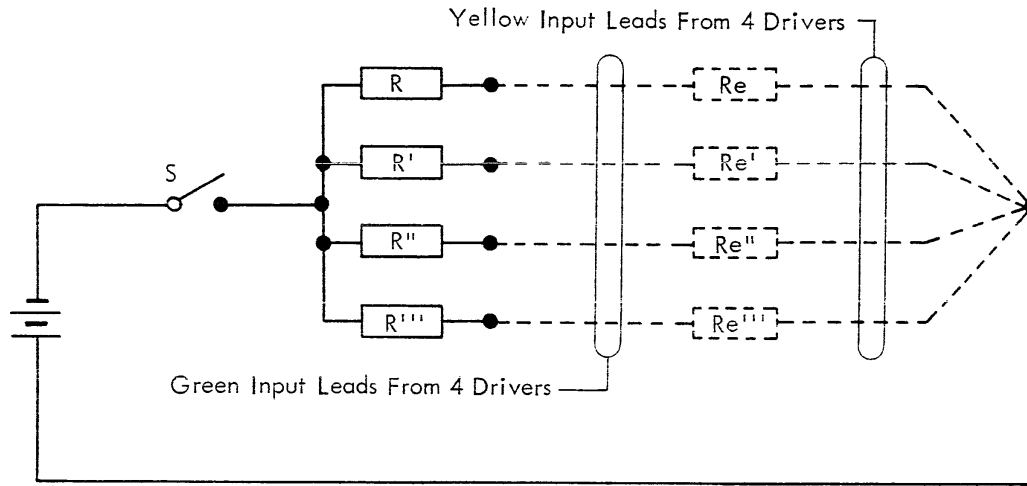 Yellow Input Leads From 4 Drivers
R
Re
R'
Re'
S
R"
Re"
R'''
Re'''
Green Input Leads From 4 Drivers